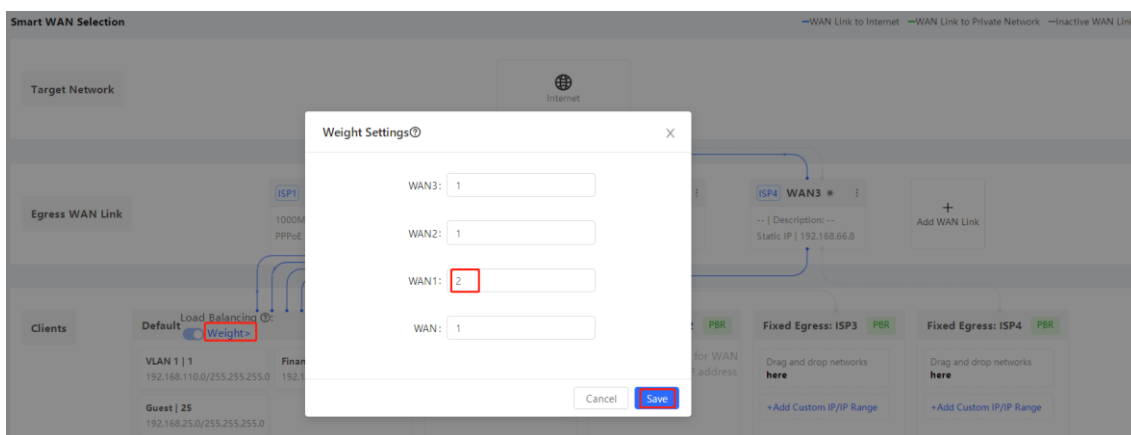 Smart WAN Selection
WAN Link to Internet WAN Link to Private Network Inactive WAN Link
Target Network
Internet
Weight Settings
WAN3: 1
WAN2: 1
WAN1: 2
WAN: 1
Cancel Save
Egress WAN Link
ISP1
1000M
PPPoE
ISP4 WAN3
-- | Description: --
Static IP | 192.168.66.8
+
Add WAN Link
Clients
Default
Load Balancing ?:
Weight>
VLAN 1 | 1
192.168.110.0/255.255.255.0
Finan
192.1
Guest | 25
192.168.25.0/255.255.255.0
PBR
for WAN
address
Fixed Egress: ISP3 PBR
Drag and drop networks
here
+Add Custom IP/IP Range
Fixed Egress: ISP4 PBR
Drag and drop networks
here
+Add Custom IP/IP Range